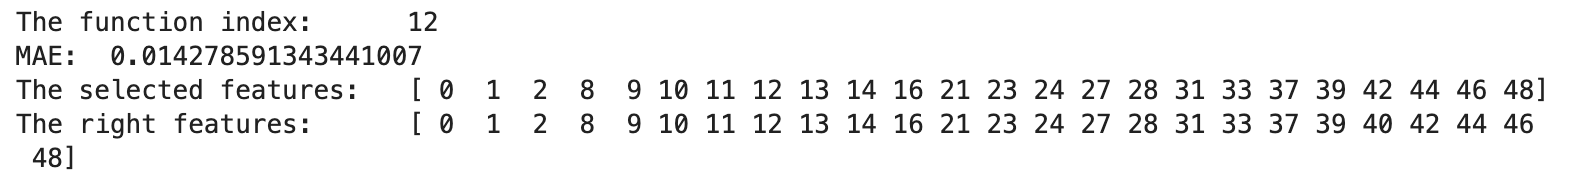 The function index:      12
MAE:  0.014278591343441007
The selected features:   [ 0  1  2  8  9 10 11 12 13 14 16 21 23 24 27 28 31 33 37 39 42 44 46 48]
The right features:      [ 0  1  2  8  9 10 11 12 13 14 16 21 23 24 27 28 31 33 37 39 40 42 44 46
 48]